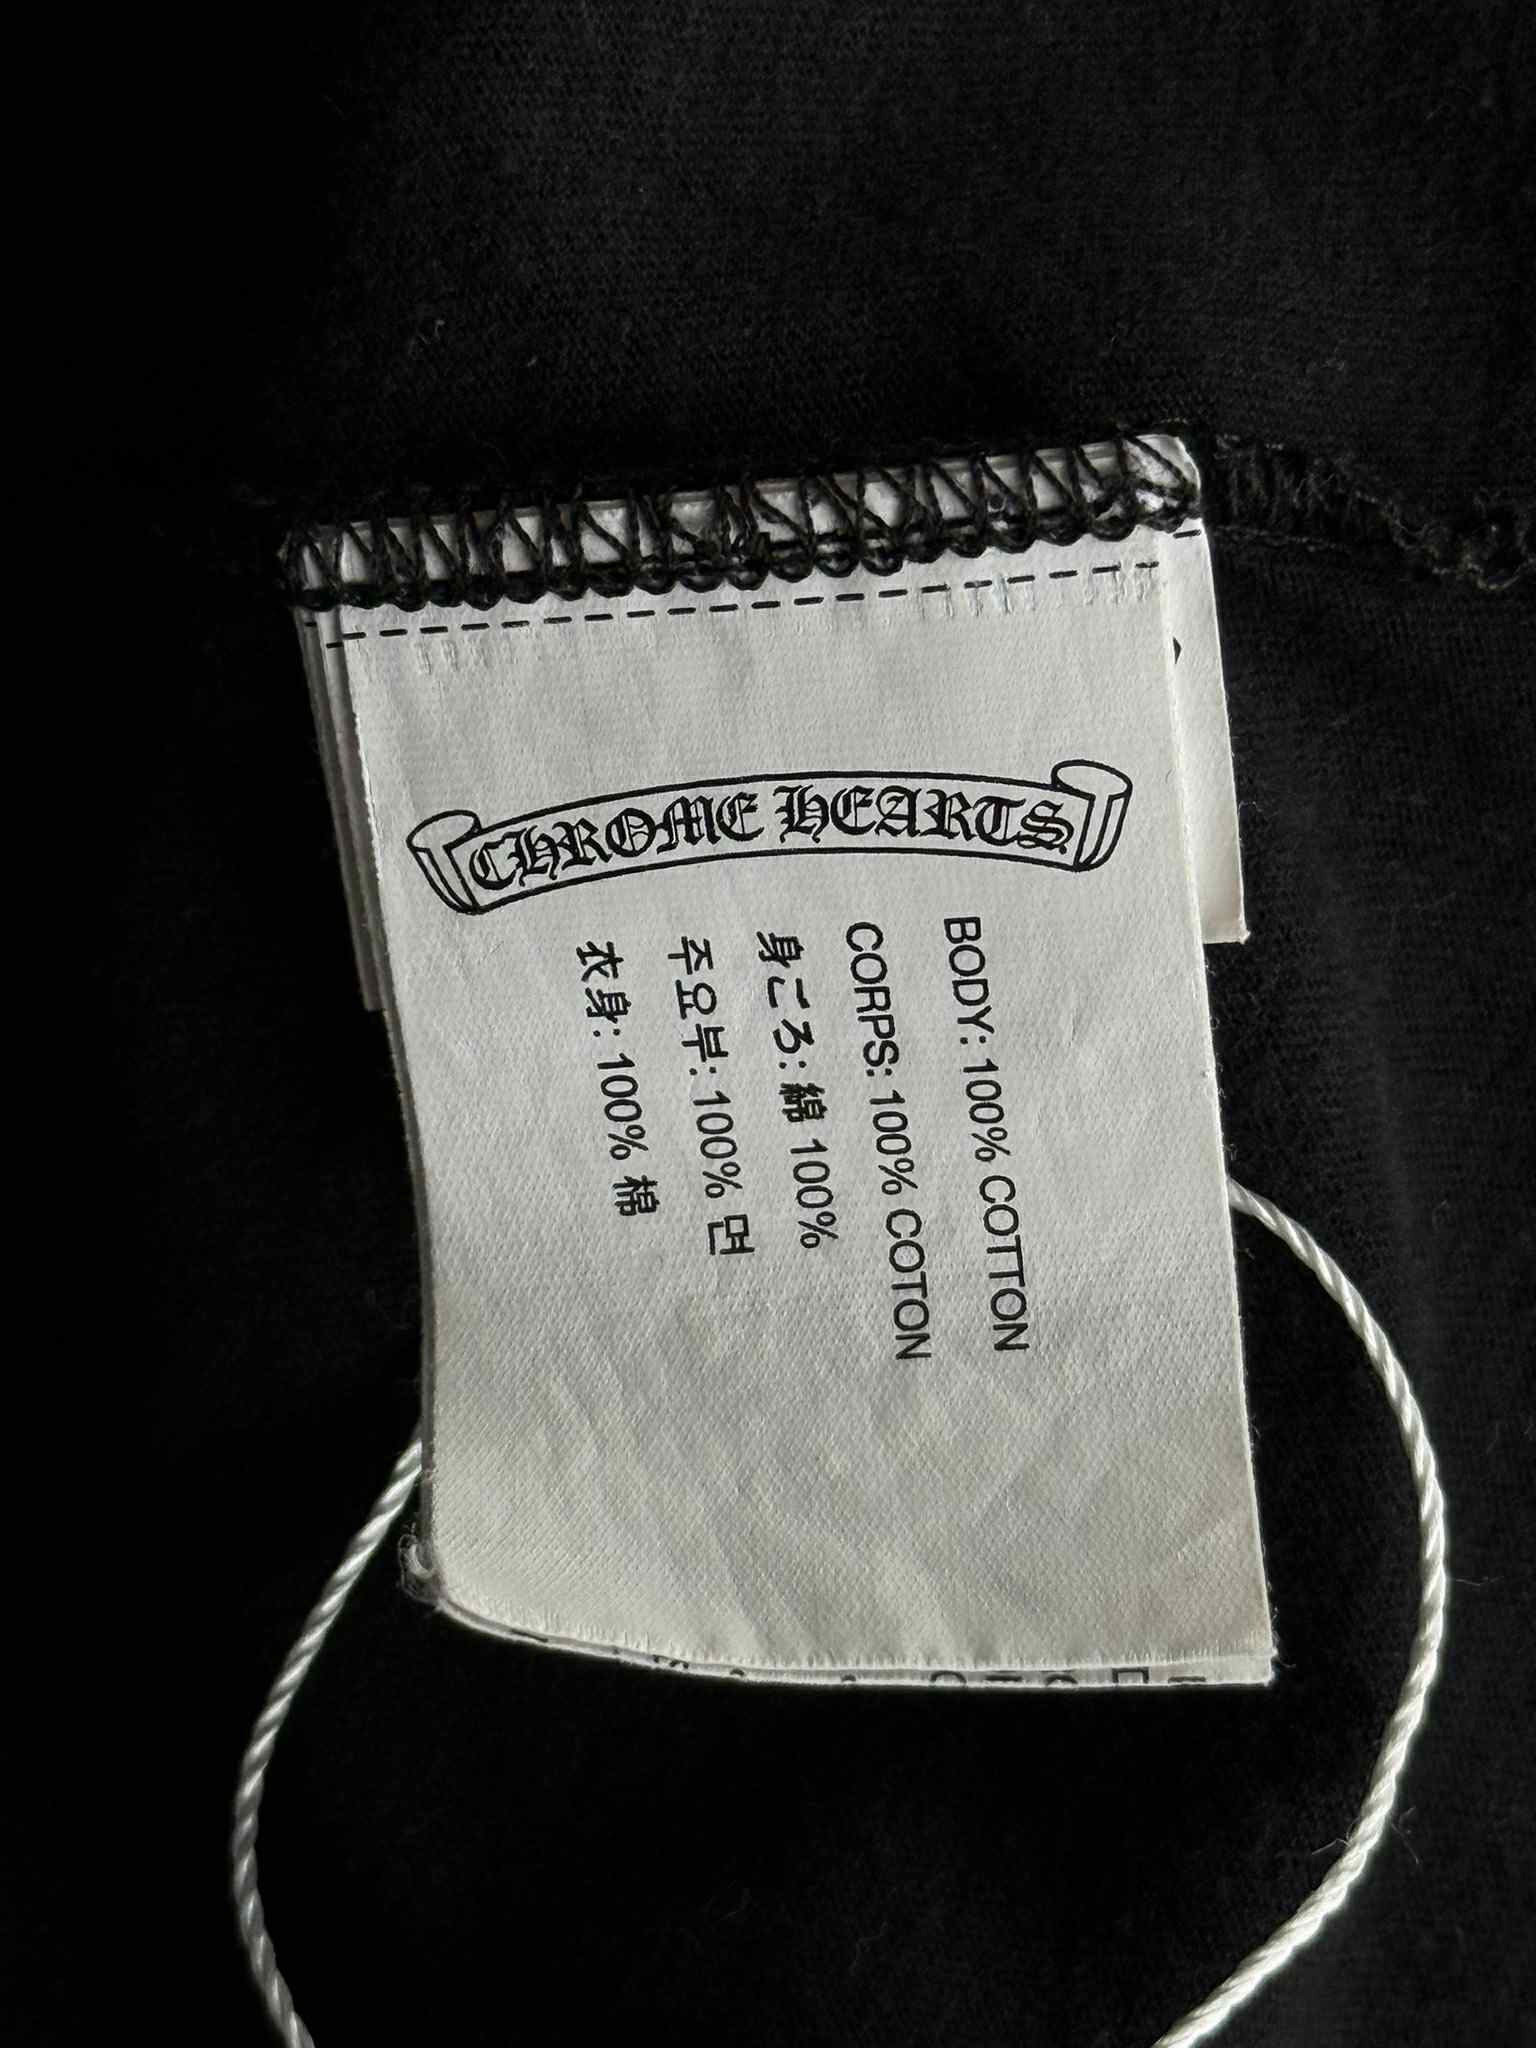 CHROME HEARTS
BODY: 100% COTTON
CORPS: 100% COTON
身ごろ: 綿 100%
주요부: 100% 면
衣身: 100% 棉